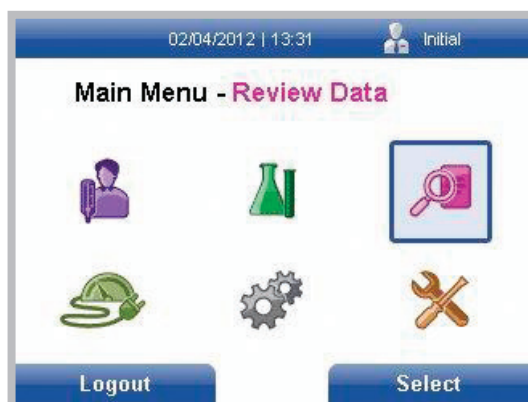 02/04/2012 | 13:31 Initial
Main Menu - Review Data
Logout Select